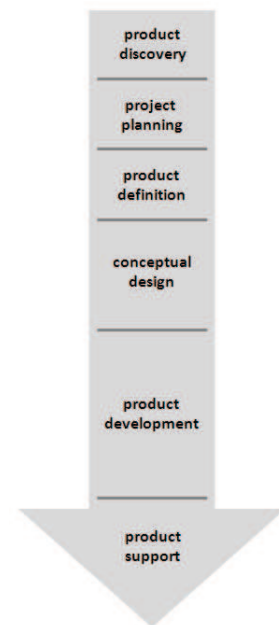 product
discovery
project
planning
product
definition
conceptual
design
product
development
product
support